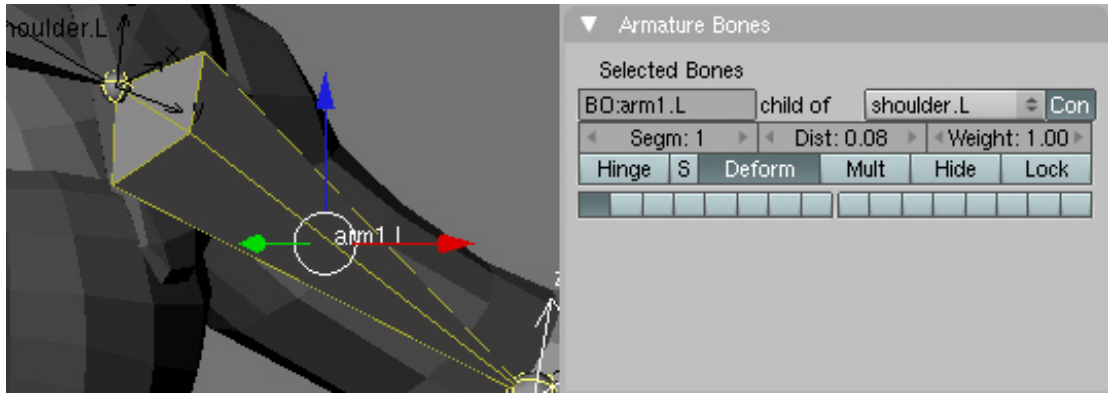 houlder.L
x
y
arm1.L
z
Armature Bones
Selected Bones
BO:arm1.L child of shoulder.L Con
Segm: 1 Dist: 0.08 Weight: 1.00
Hinge S Deform Mult Hide Lock